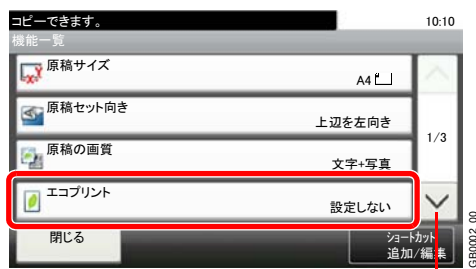 コピーできます。 10:10
機能一覧
原稿サイズ
A4
原稿セット向き
上辺を左向き
1/3
原稿の画質
文字+写真
エコプリント
設定しない
閉じる
ショートカット
追加/編集
GB0002_00